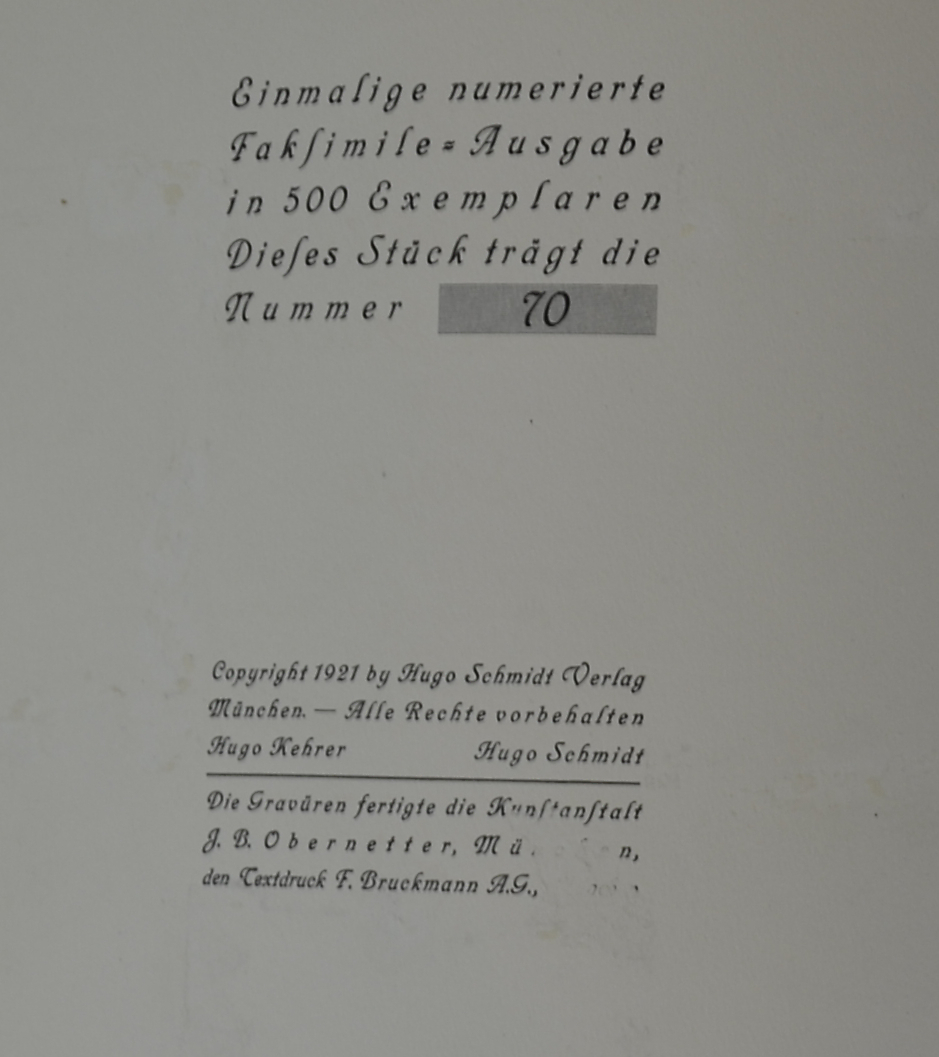 Einmalige numerierte
Fakſimile=Ausgabe
in 500 Exemplaren
Dieſes Stück trägt die
Nummer 70
Copyright 1921 by Hugo Schmidt Verlag
München. — Alle Rechte vorbehalten
Hugo Kehrer Hugo Schmidt
Die Gravüren fertigte die Kunſtanſtalt
J. B. Obernetter,
den Textdruck F. Bruckmann A.G.,